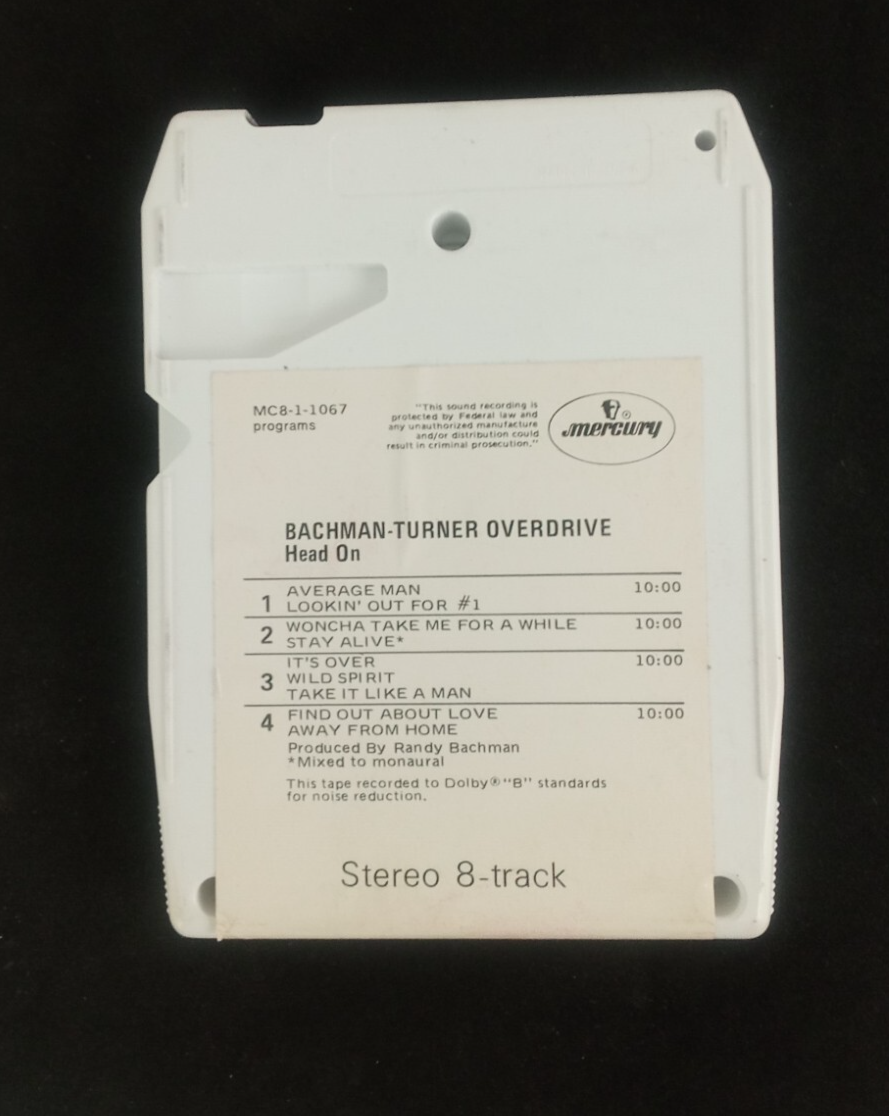 MC8-1-1067
programs
"This sound recording is
protected by Federal law and
any unauthorized manufacture
and/or distribution could
result in criminal prosecution."
®
mercury
BACHMAN-TURNER OVERDRIVE
Head On
1 AVERAGE MAN 10:00
LOOKIN' OUT FOR #1
2 WONCHA TAKE ME FOR A WHILE 10:00
STAY ALIVE*
3 IT'S OVER 10:00
WILD SPIRIT
TAKE IT LIKE A MAN
4 FIND OUT ABOUT LOVE 10:00
AWAY FROM HOME
Produced By Randy Bachman
*Mixed to monaural
This tape recorded to Dolby® "B" standards
for noise reduction.
Stereo 8-track